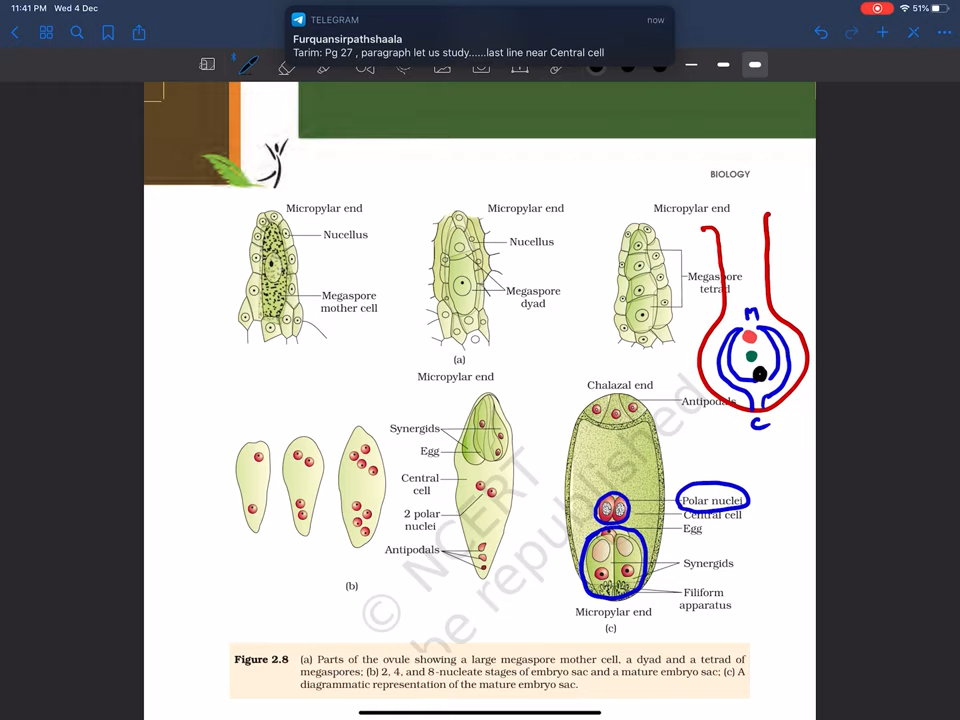 11:41 PM Wed 4 Dec
51%
TELEGRAM
now
Furquansirpathshaala
Tarim: Pg 27 , paragraph let us study......last line near Central cell
BIOLOGY
Micropylar end
Nucellus
Megaspore
mother cell
Micropylar end
Nucellus
Megaspore
dyad
Micropylar end
Megaspore
tetrad
(a)
M
C
Micropylar end
Synergids
Egg
Central
cell
2 polar
nuclei
Antipodals
(b)
Chalazal end
Antipodals
Polar nuclei
Central cell
Egg
Synergids
Filiform
apparatus
Micropylar end
(c)
© NCERT
be republished
Figure 2.8 (a) Parts of the ovule showing a large megaspore mother cell, a dyad and a tetrad of
megaspores; (b) 2, 4, and 8-nucleate stages of embryo sac and a mature embryo sac; (c) A
diagrammatic representation of the mature embryo sac.